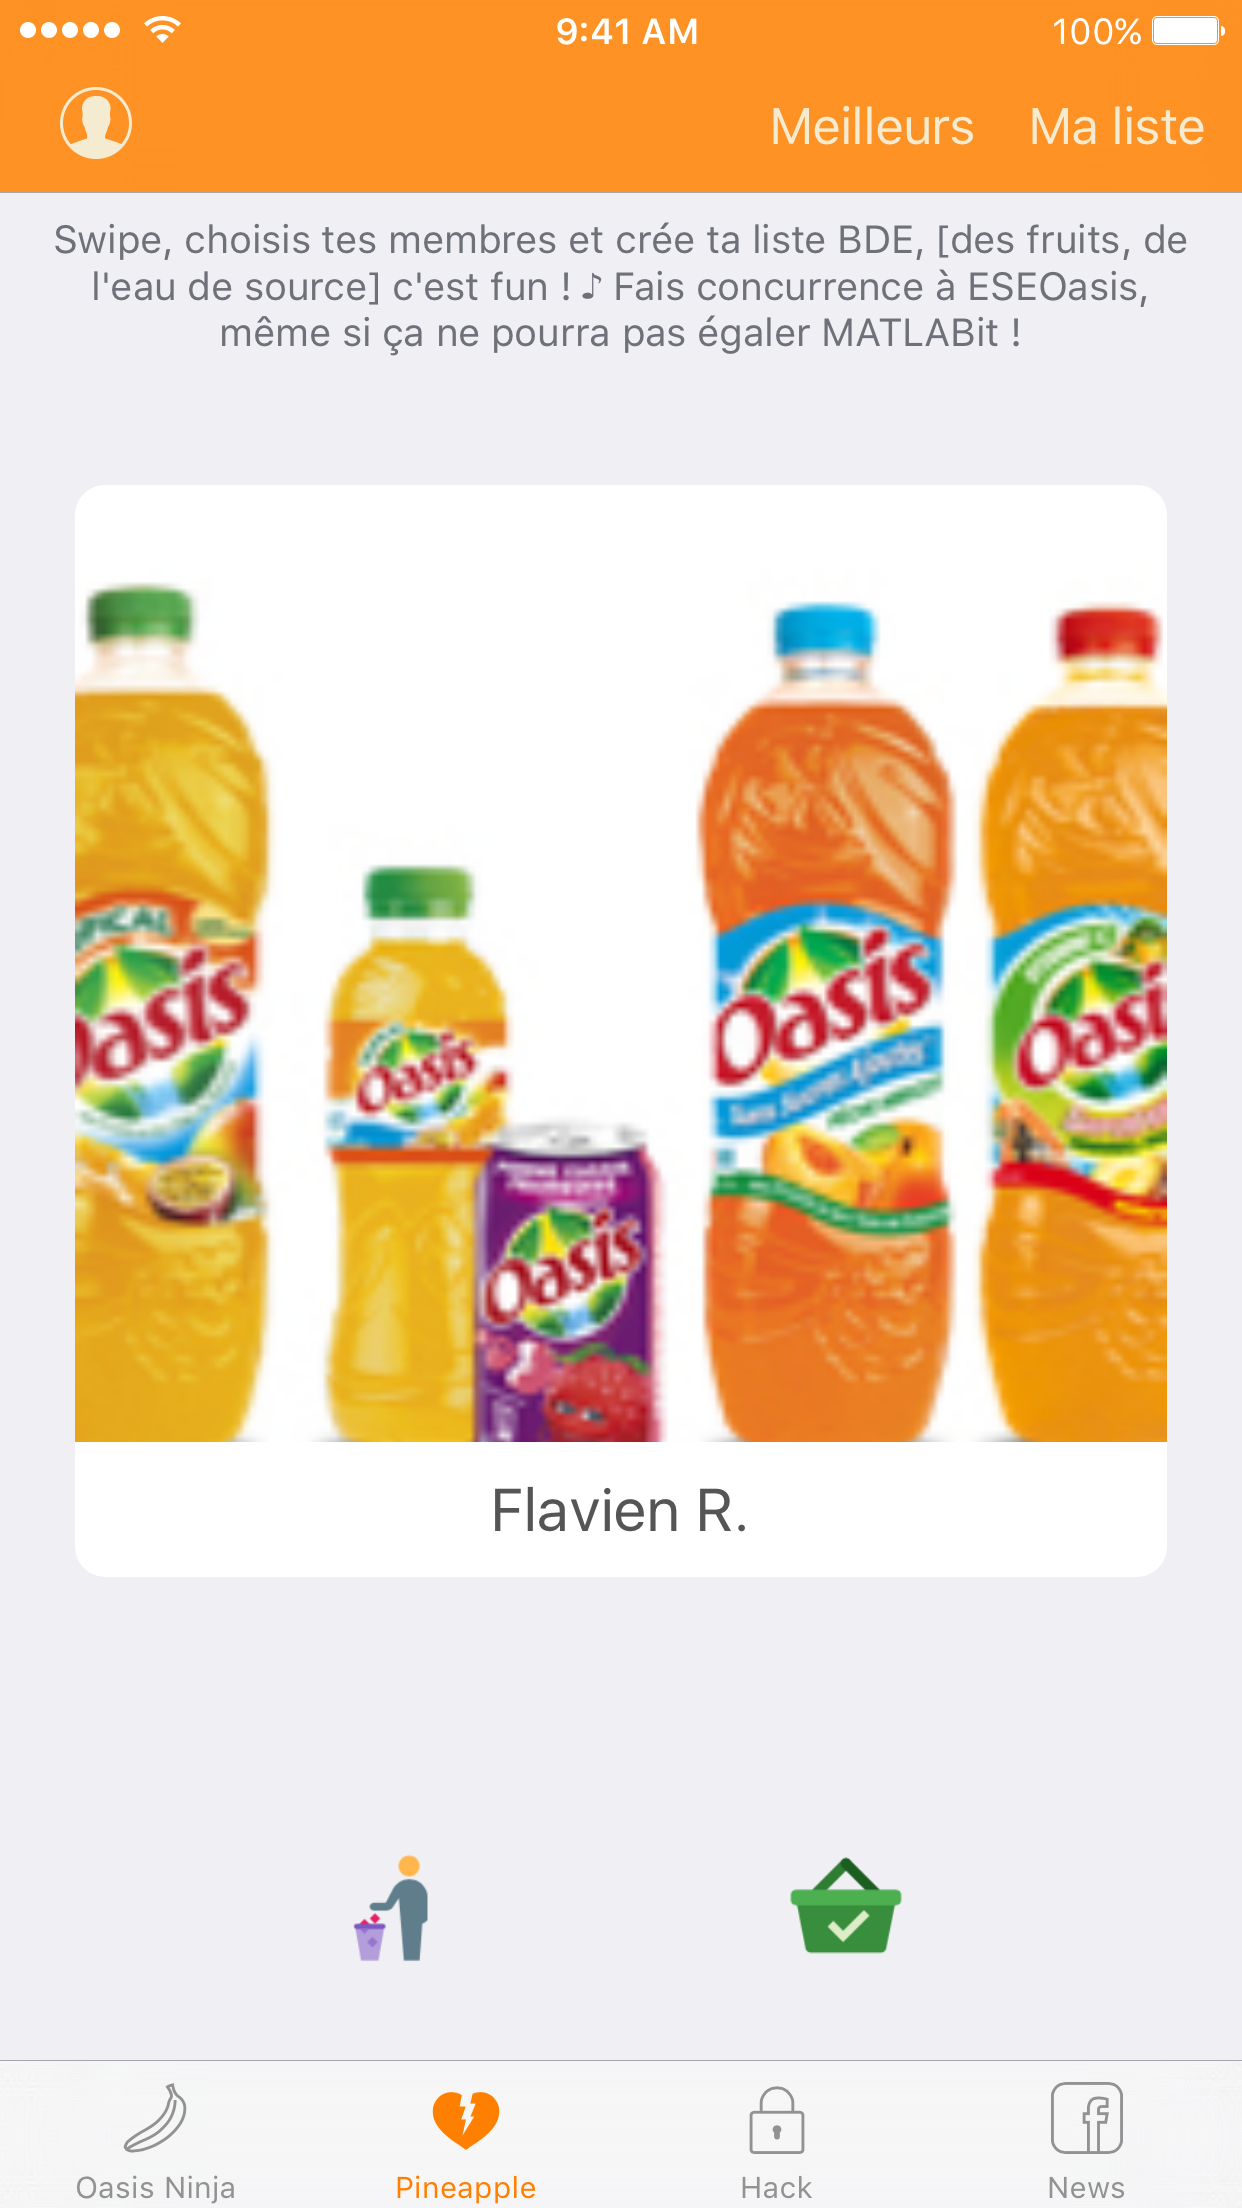 9:41 AM
100%
Meilleurs
Ma liste
Swipe, choisis tes membres et crée ta liste BDE, [des fruits, de
l'eau de source] c'est fun ! ♪ Fais concurrence à ESEOasis,
même si ça ne pourra pas égaler MATLABit !
Oasis
Oasis
Oasis
Oasis
Flavien R.
Oasis Ninja
Pineapple
Hack
News